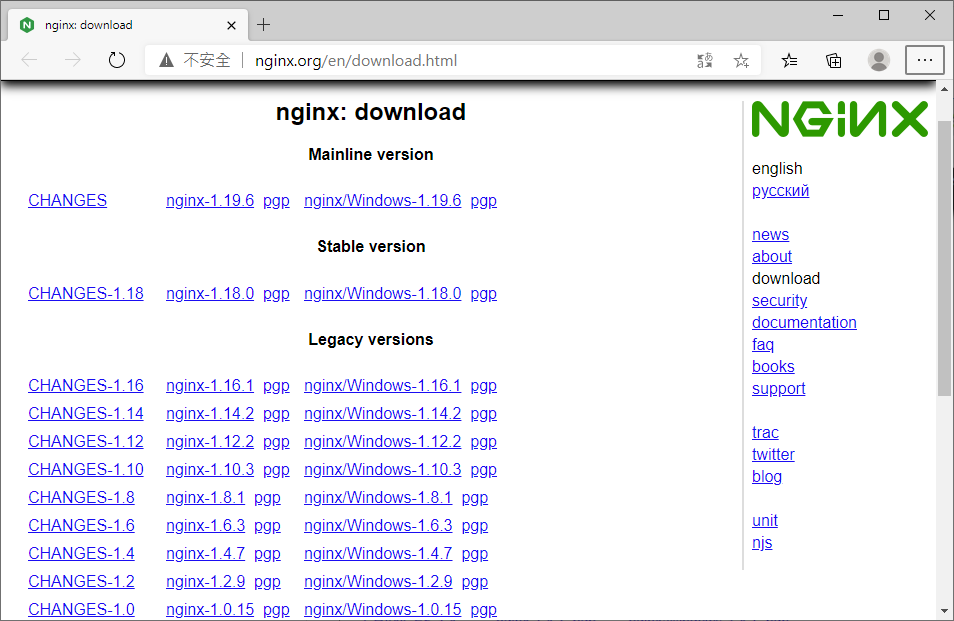 nginx: download
不安全 nginx.org/en/download.html
nginx: download
Mainline version
CHANGES nginx-1.19.6 pgp nginx/Windows-1.19.6 pgp
Stable version
CHANGES-1.18 nginx-1.18.0 pgp nginx/Windows-1.18.0 pgp
Legacy versions
CHANGES-1.16 nginx-1.16.1 pgp nginx/Windows-1.16.1 pgp
CHANGES-1.14 nginx-1.14.2 pgp nginx/Windows-1.14.2 pgp
CHANGES-1.12 nginx-1.12.2 pgp nginx/Windows-1.12.2 pgp
CHANGES-1.10 nginx-1.10.3 pgp nginx/Windows-1.10.3 pgp
CHANGES-1.8 nginx-1.8.1 pgp nginx/Windows-1.8.1 pgp
CHANGES-1.6 nginx-1.6.3 pgp nginx/Windows-1.6.3 pgp
CHANGES-1.4 nginx-1.4.7 pgp nginx/Windows-1.4.7 pgp
CHANGES-1.2 nginx-1.2.9 pgp nginx/Windows-1.2.9 pgp
CHANGES-1.0 nginx-1.0.15 pgp nginx/Windows-1.0.15 pgp
NGiNX
english
русский
news
about
download
security
documentation
faq
books
support
trac
twitter
blog
unit
njs